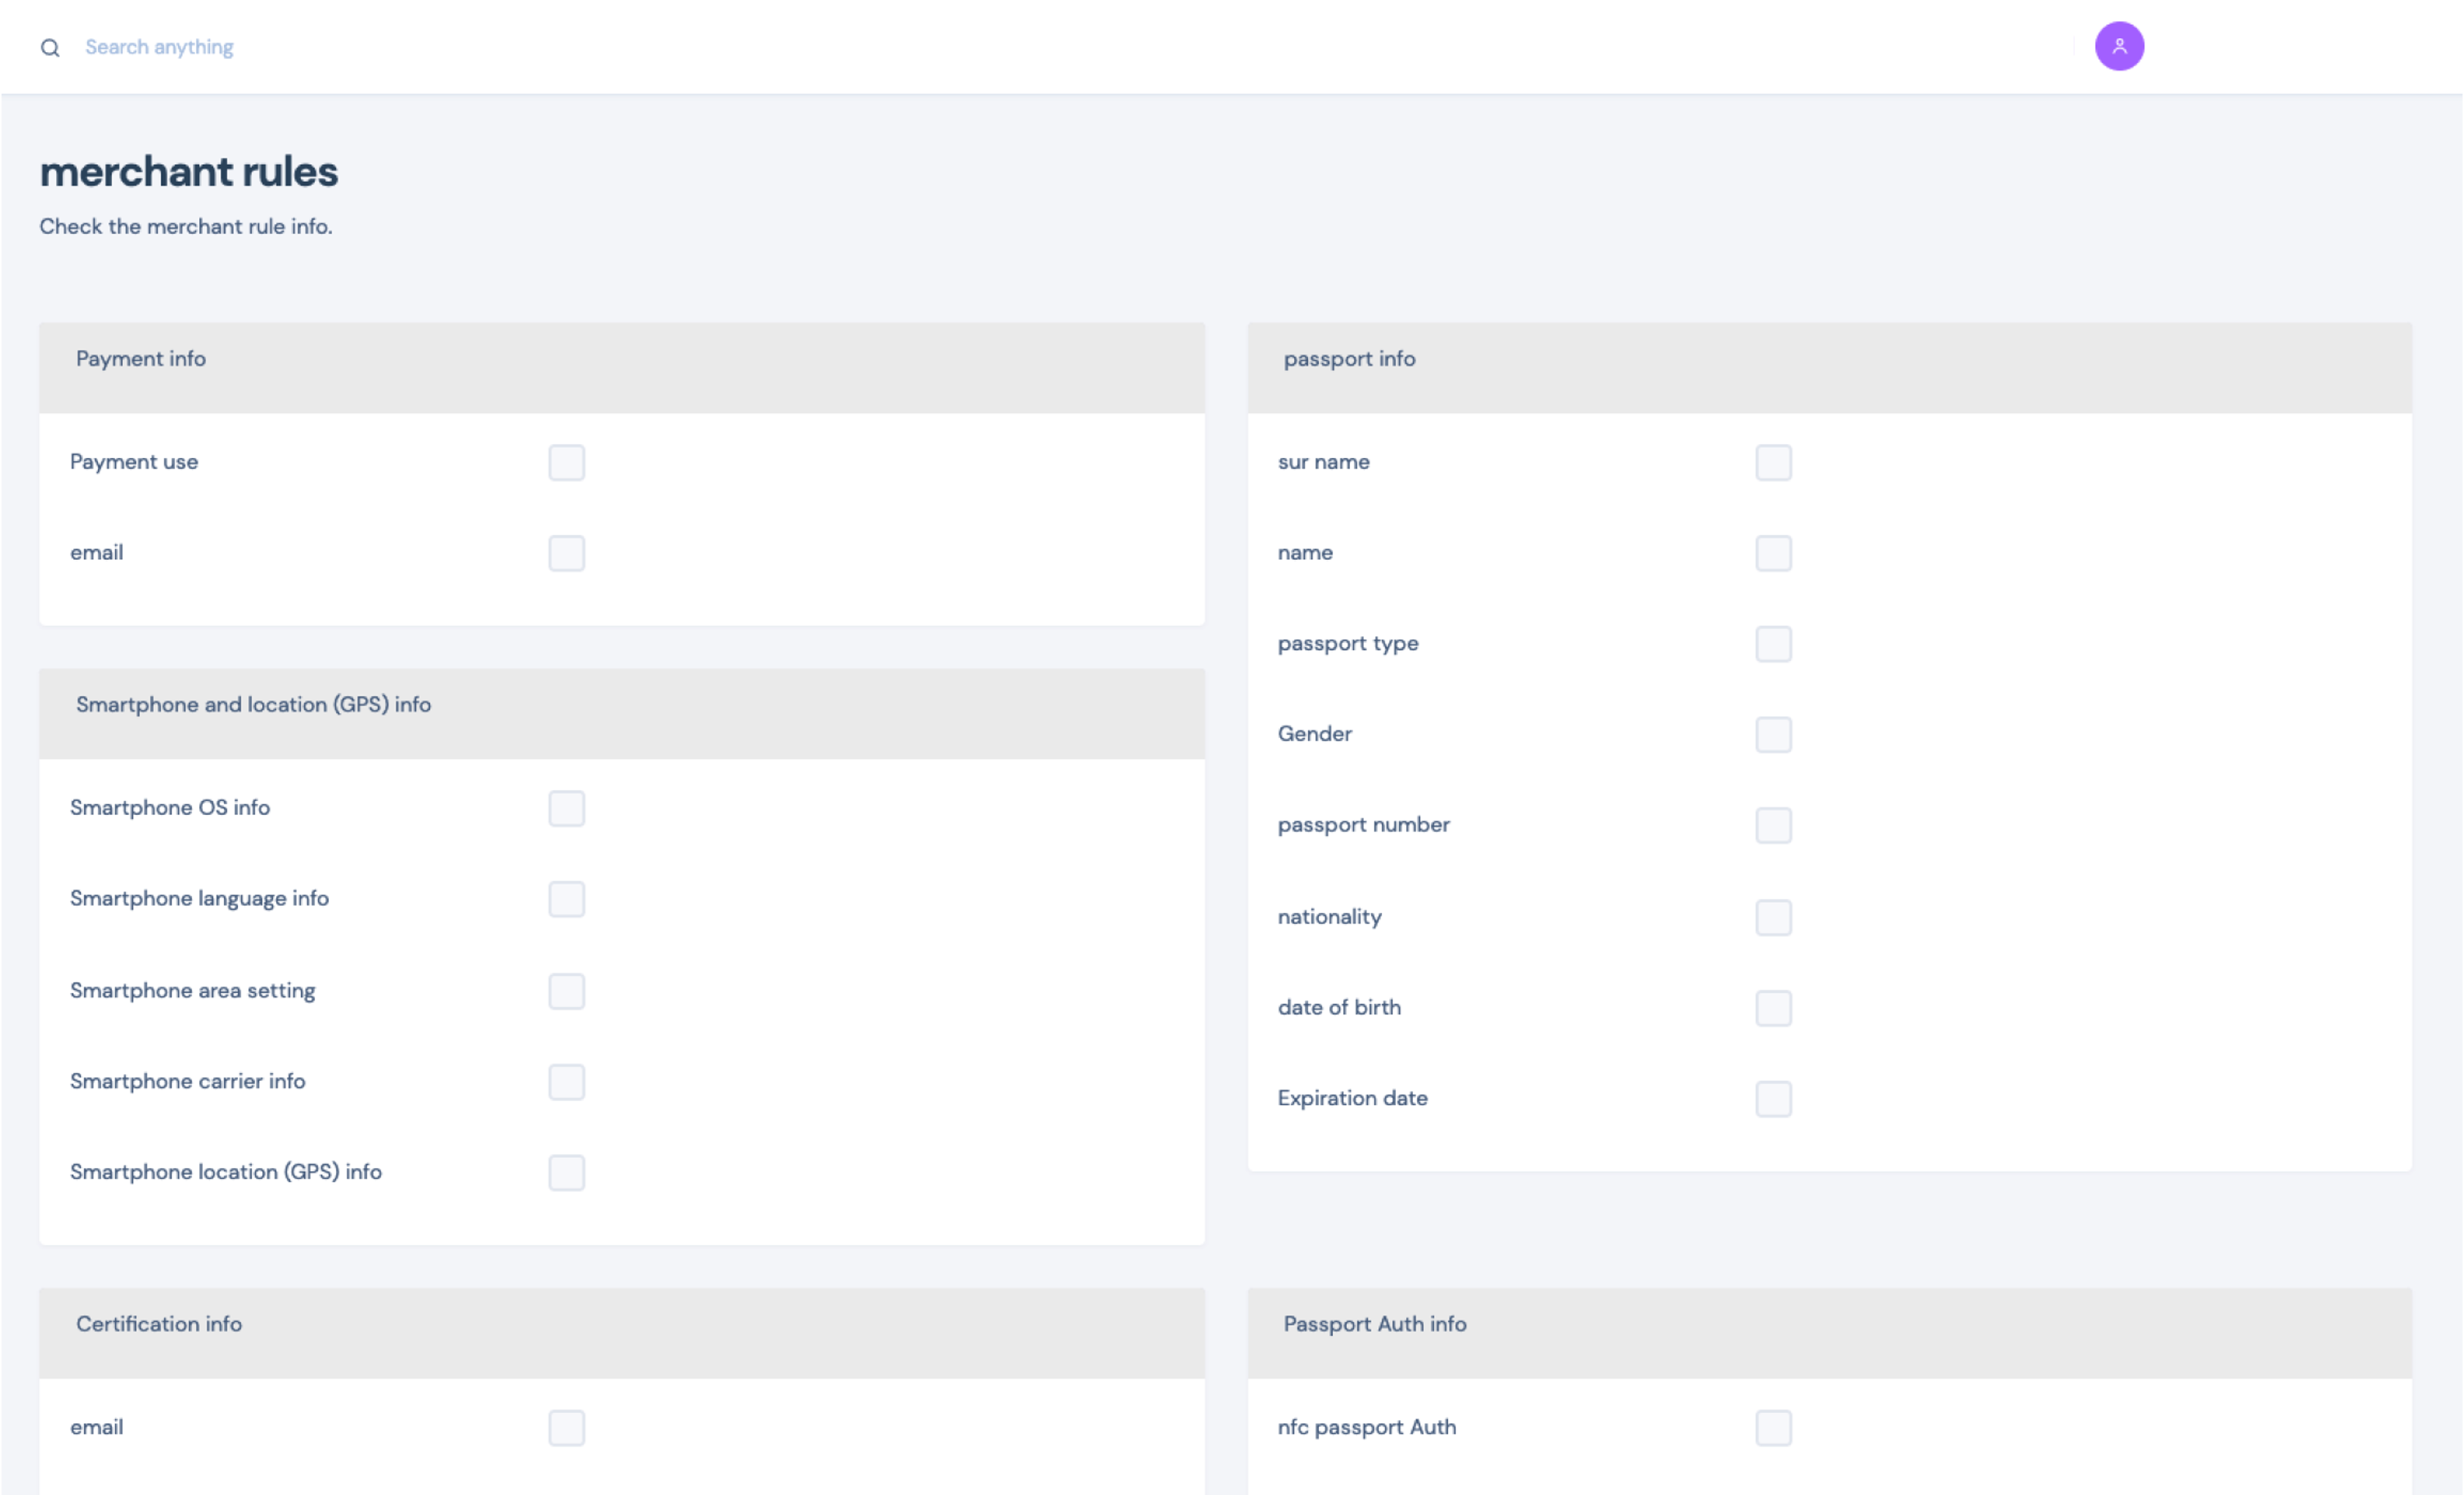 Search anything
merchant rules
Check the merchant rule info.
Payment info
Payment use
email
Smartphone and location (GPS) info
Smartphone OS info
Smartphone language info
Smartphone area setting
Smartphone carrier info
Smartphone location (GPS) info
passport info
sur name
name
passport type
Gender
passport number
nationality
date of birth
Expiration date
Certification info
email
Passport Auth info
nfc passport Auth